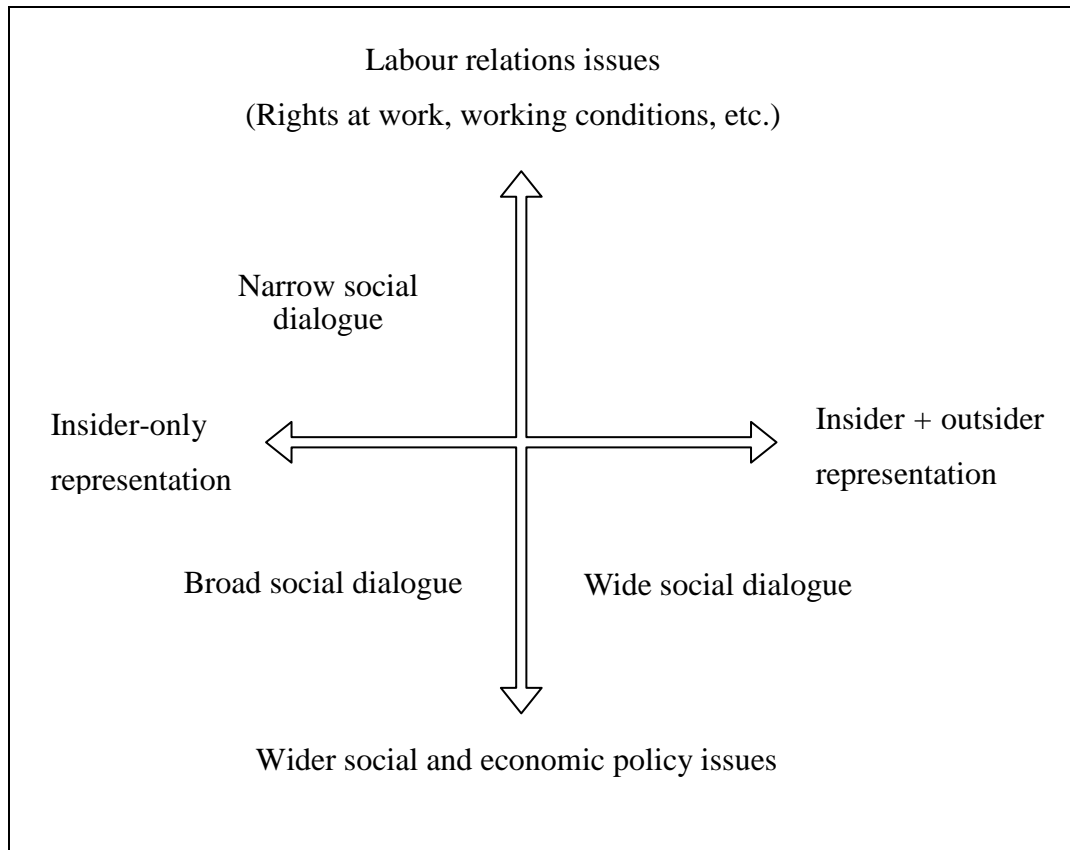 Labour relations issues
(Rights at work, working conditions, etc.)
Narrow social
dialogue
Insider-only
representation
Insider + outsider
representation
Broad social dialogue
Wide social dialogue
Wider social and economic policy issues